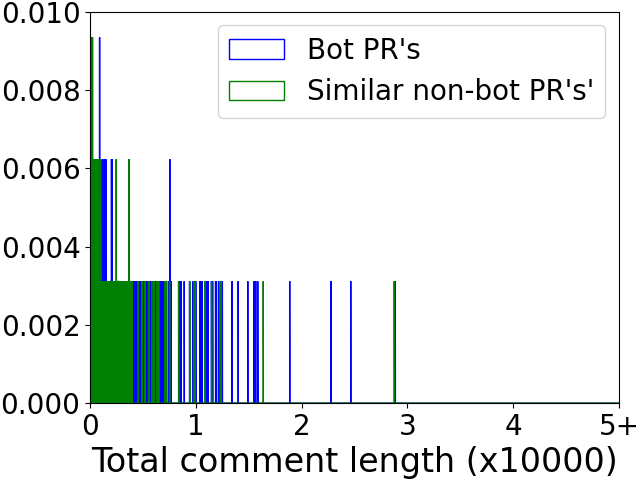 0.010
0.008
0.006
0.004
0.002
0.000
Bot PR's
Similar non-bot PR's'
0 1 2 3 4 5+
Total comment length (x10000)